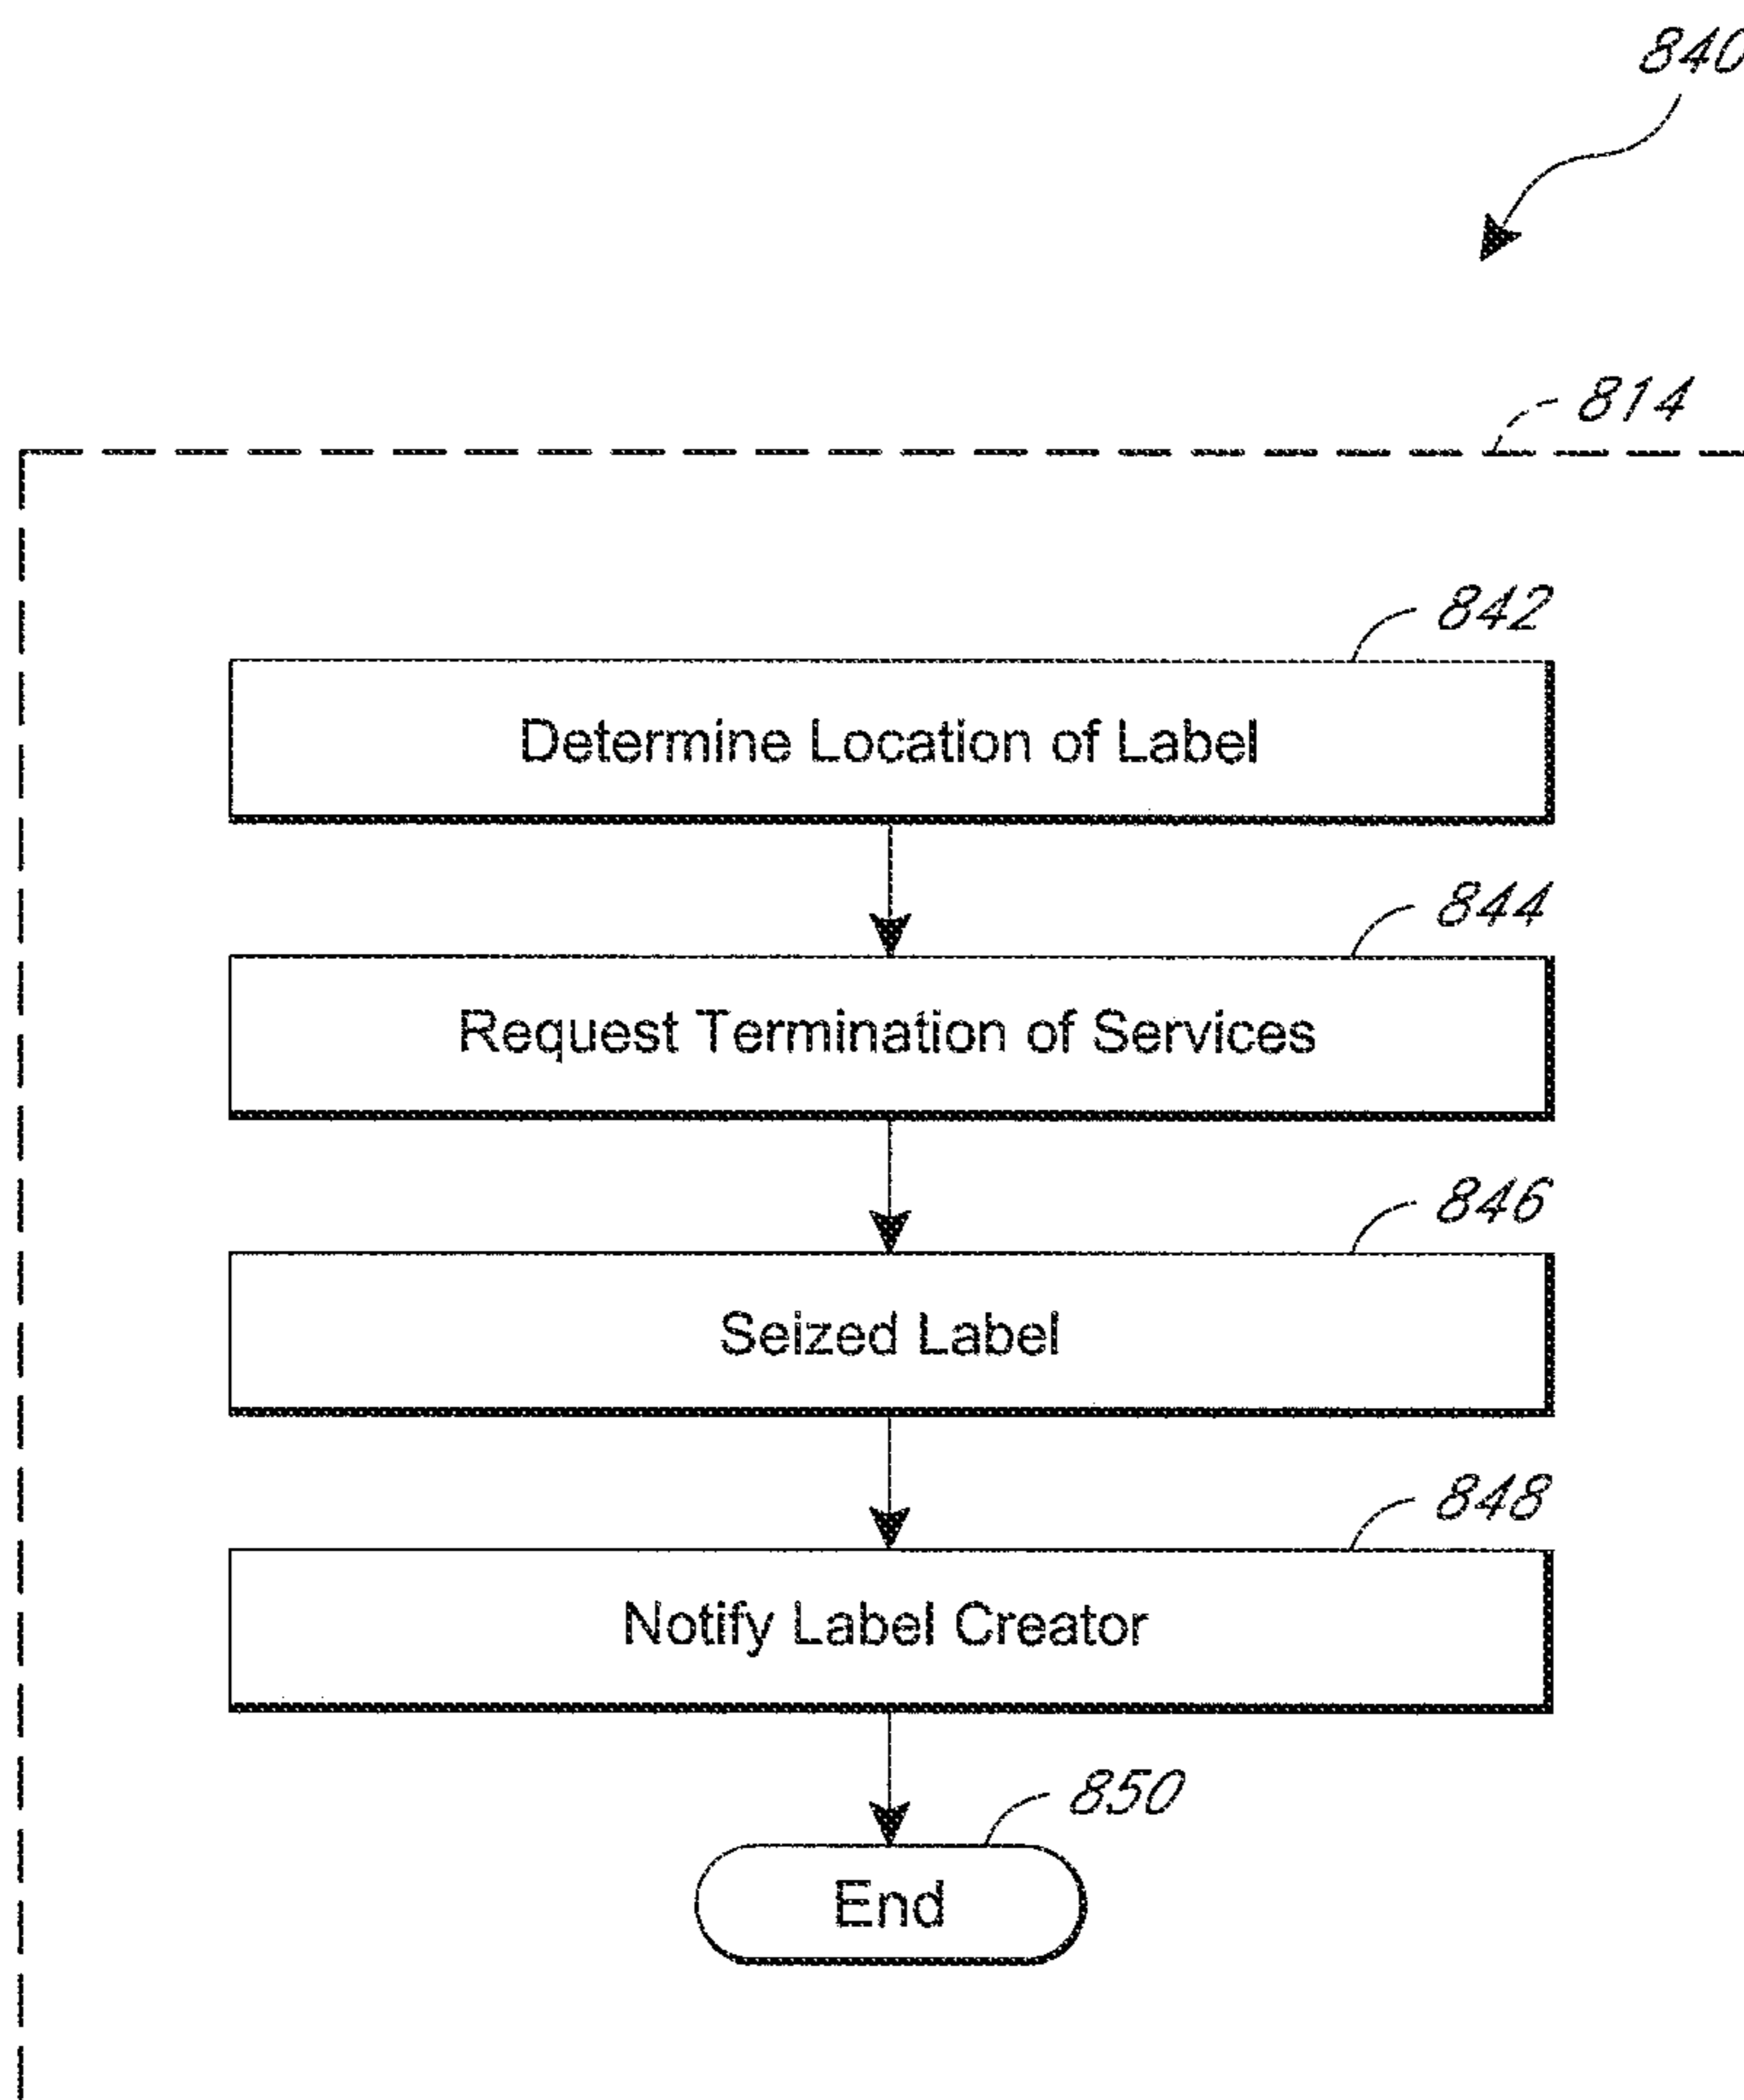 840
814
842
Determine Location of Label
844
Request Termination of Services
846
Seized Label
848
Notify Label Creator
850
End